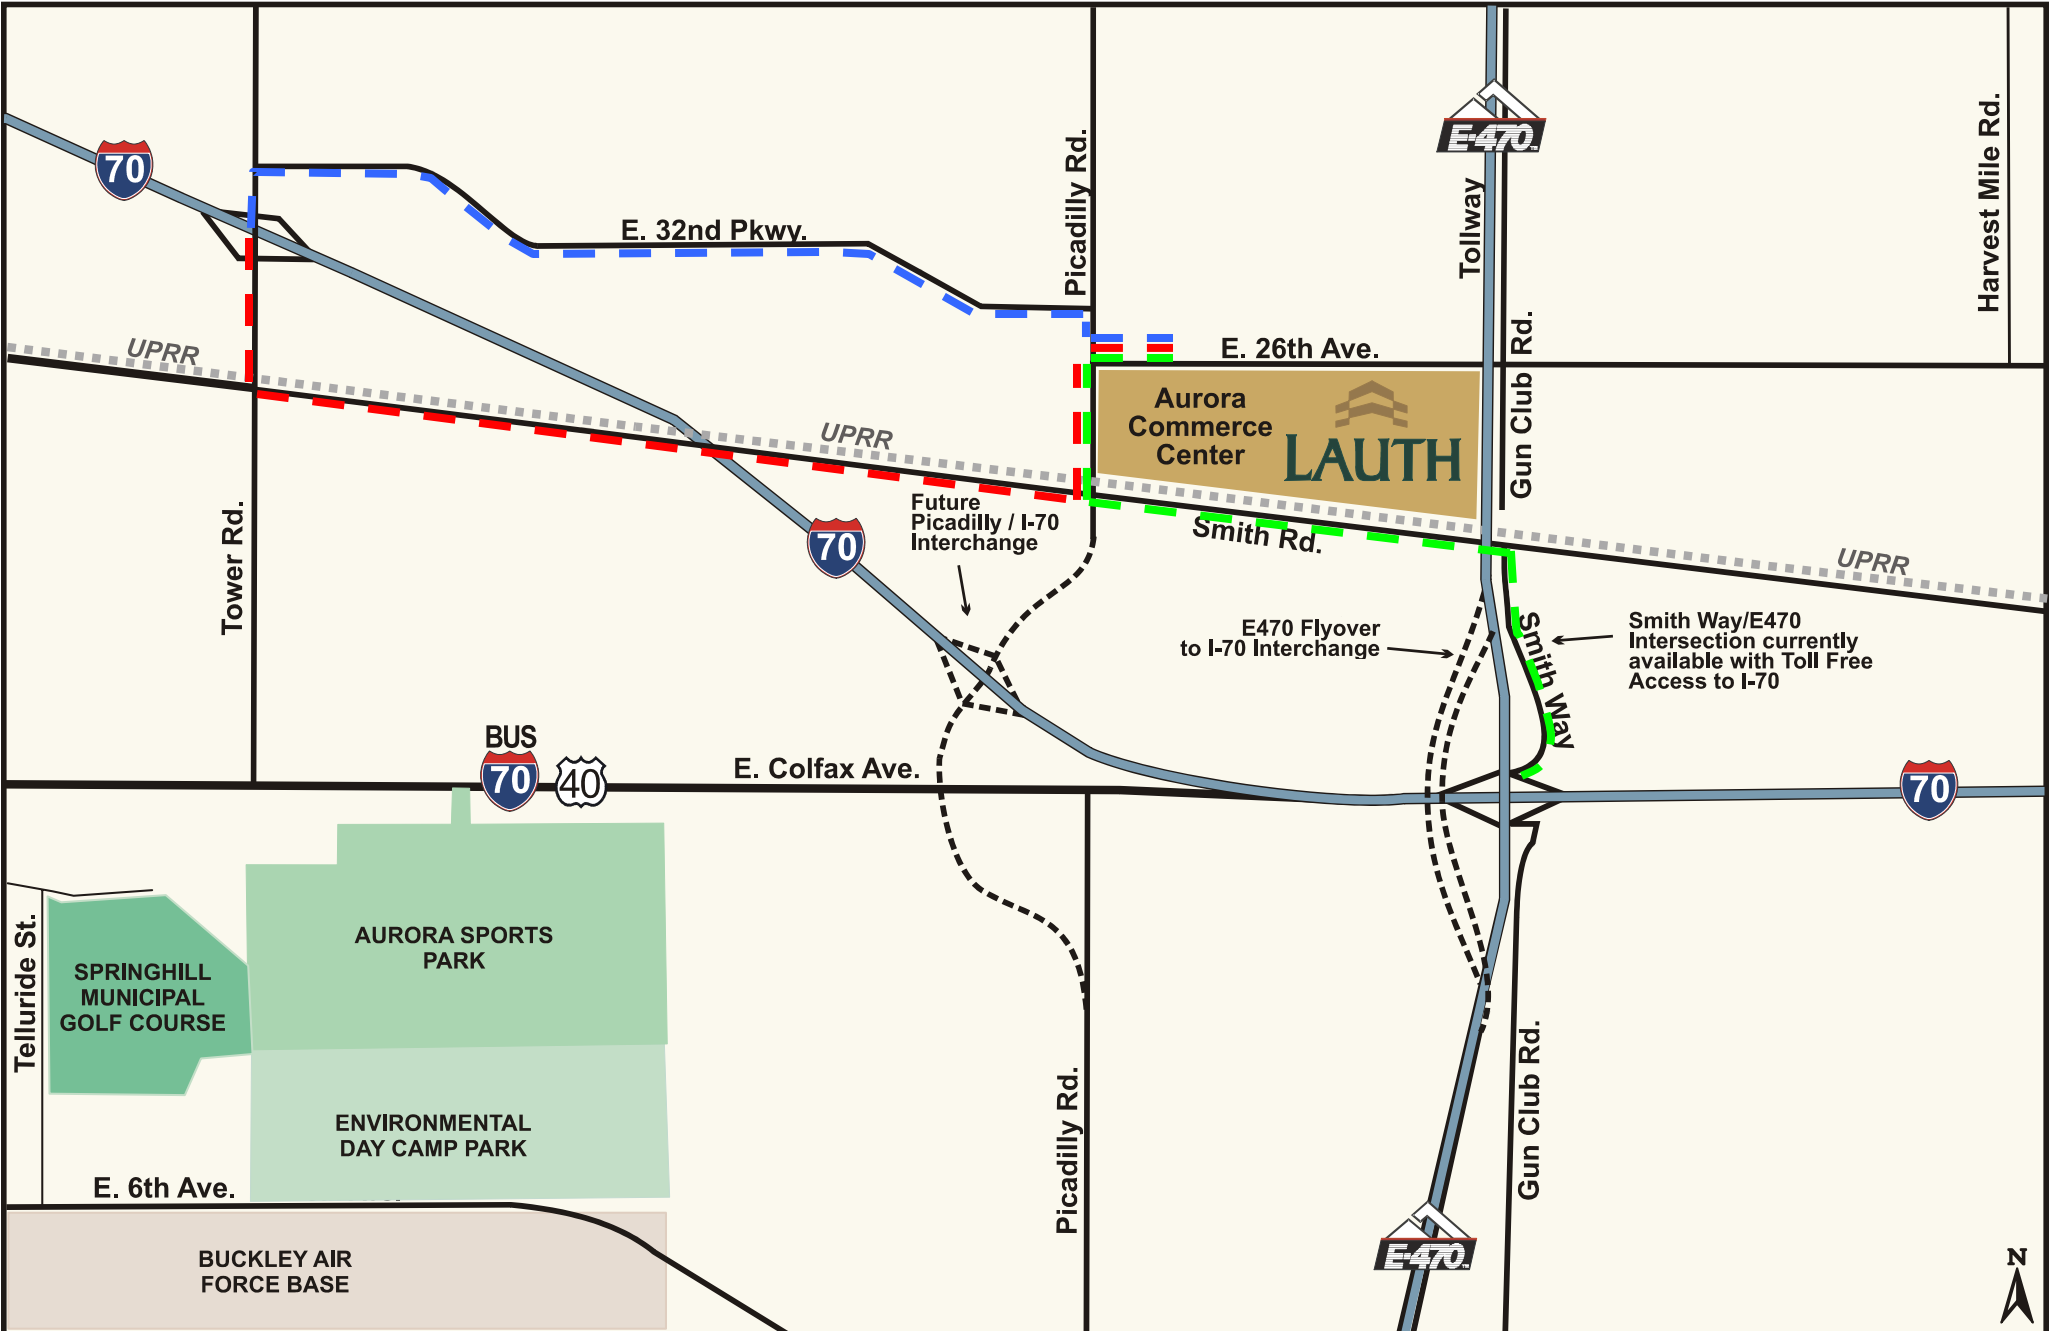 70
E-470
Tollway
Picadilly Rd.
Harvest Mile Rd.
E. 32nd Pkwy.
UPRR
E. 26th Ave.
Gun Club Rd.
Aurora
Commerce
Center
LAUTH
UPRR
Tower Rd.
70
Future
Picadilly / I-70
Interchange
Smith Rd.
UPRR
E470 Flyover
to I-70 Interchange
Smith Way
Smith Way/E470
Intersection currently
available with Toll Free
Access to I-70
BUS
70
40
E. Colfax Ave.
70
Telluride St.
SPRINGHILL
MUNICIPAL
GOLF COURSE
AURORA SPORTS
PARK
ENVIRONMENTAL
DAY CAMP PARK
Picadilly Rd.
Gun Club Rd.
E. 6th Ave.
BUCKLEY AIR
FORCE BASE
E-470
N